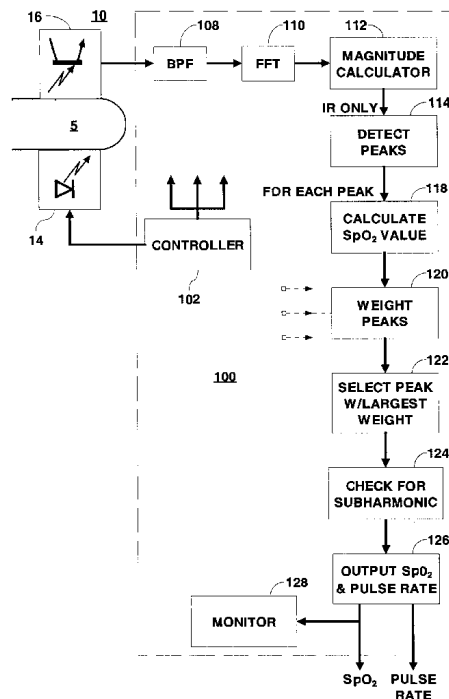 16
10
108
110
112
BPF
FFT
MAGNITUDE
CALCULATOR
IR ONLY
114
5
DETECT
PEAKS
FOR EACH PEAK
118
14
CALCULATE
SpO2 VALUE
CONTROLLER
102
120
WEIGHT
PEAKS
100
122
SELECT PEAK
W/LARGEST
WEIGHT
124
CHECK FOR
SUBHARMONIC
126
OUTPUT SpO2
& PULSE RATE
128
MONITOR
SpO2
PULSE
RATE